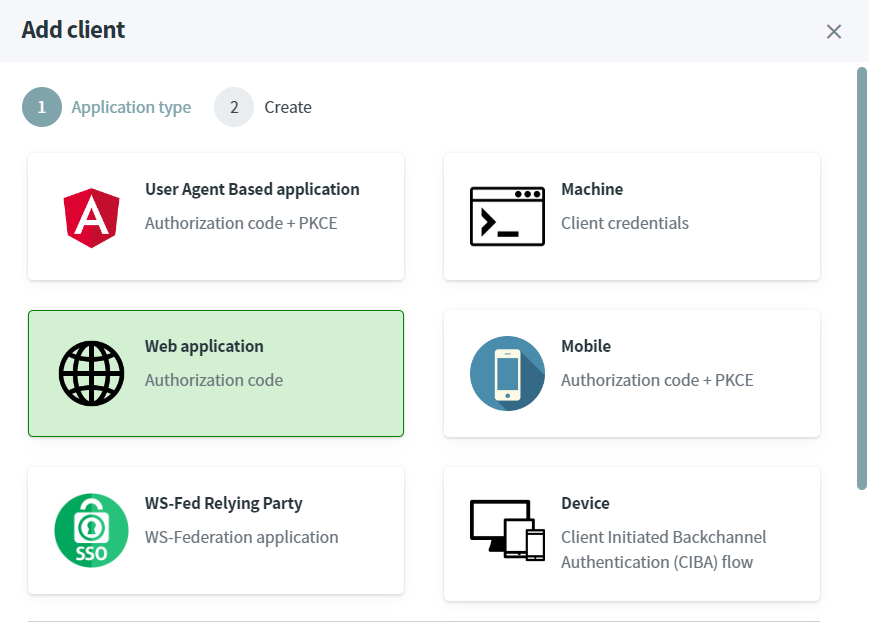 Add client
1 Application type 2 Create
User Agent Based application
Authorization code + PKCE
Machine
Client credentials
Web application
Authorization code
Mobile
Authorization code + PKCE
SSO
WS-Fed Relying Party
WS-Federation application
Device
Client Initiated Backchannel
Authentication (CIBA) flow